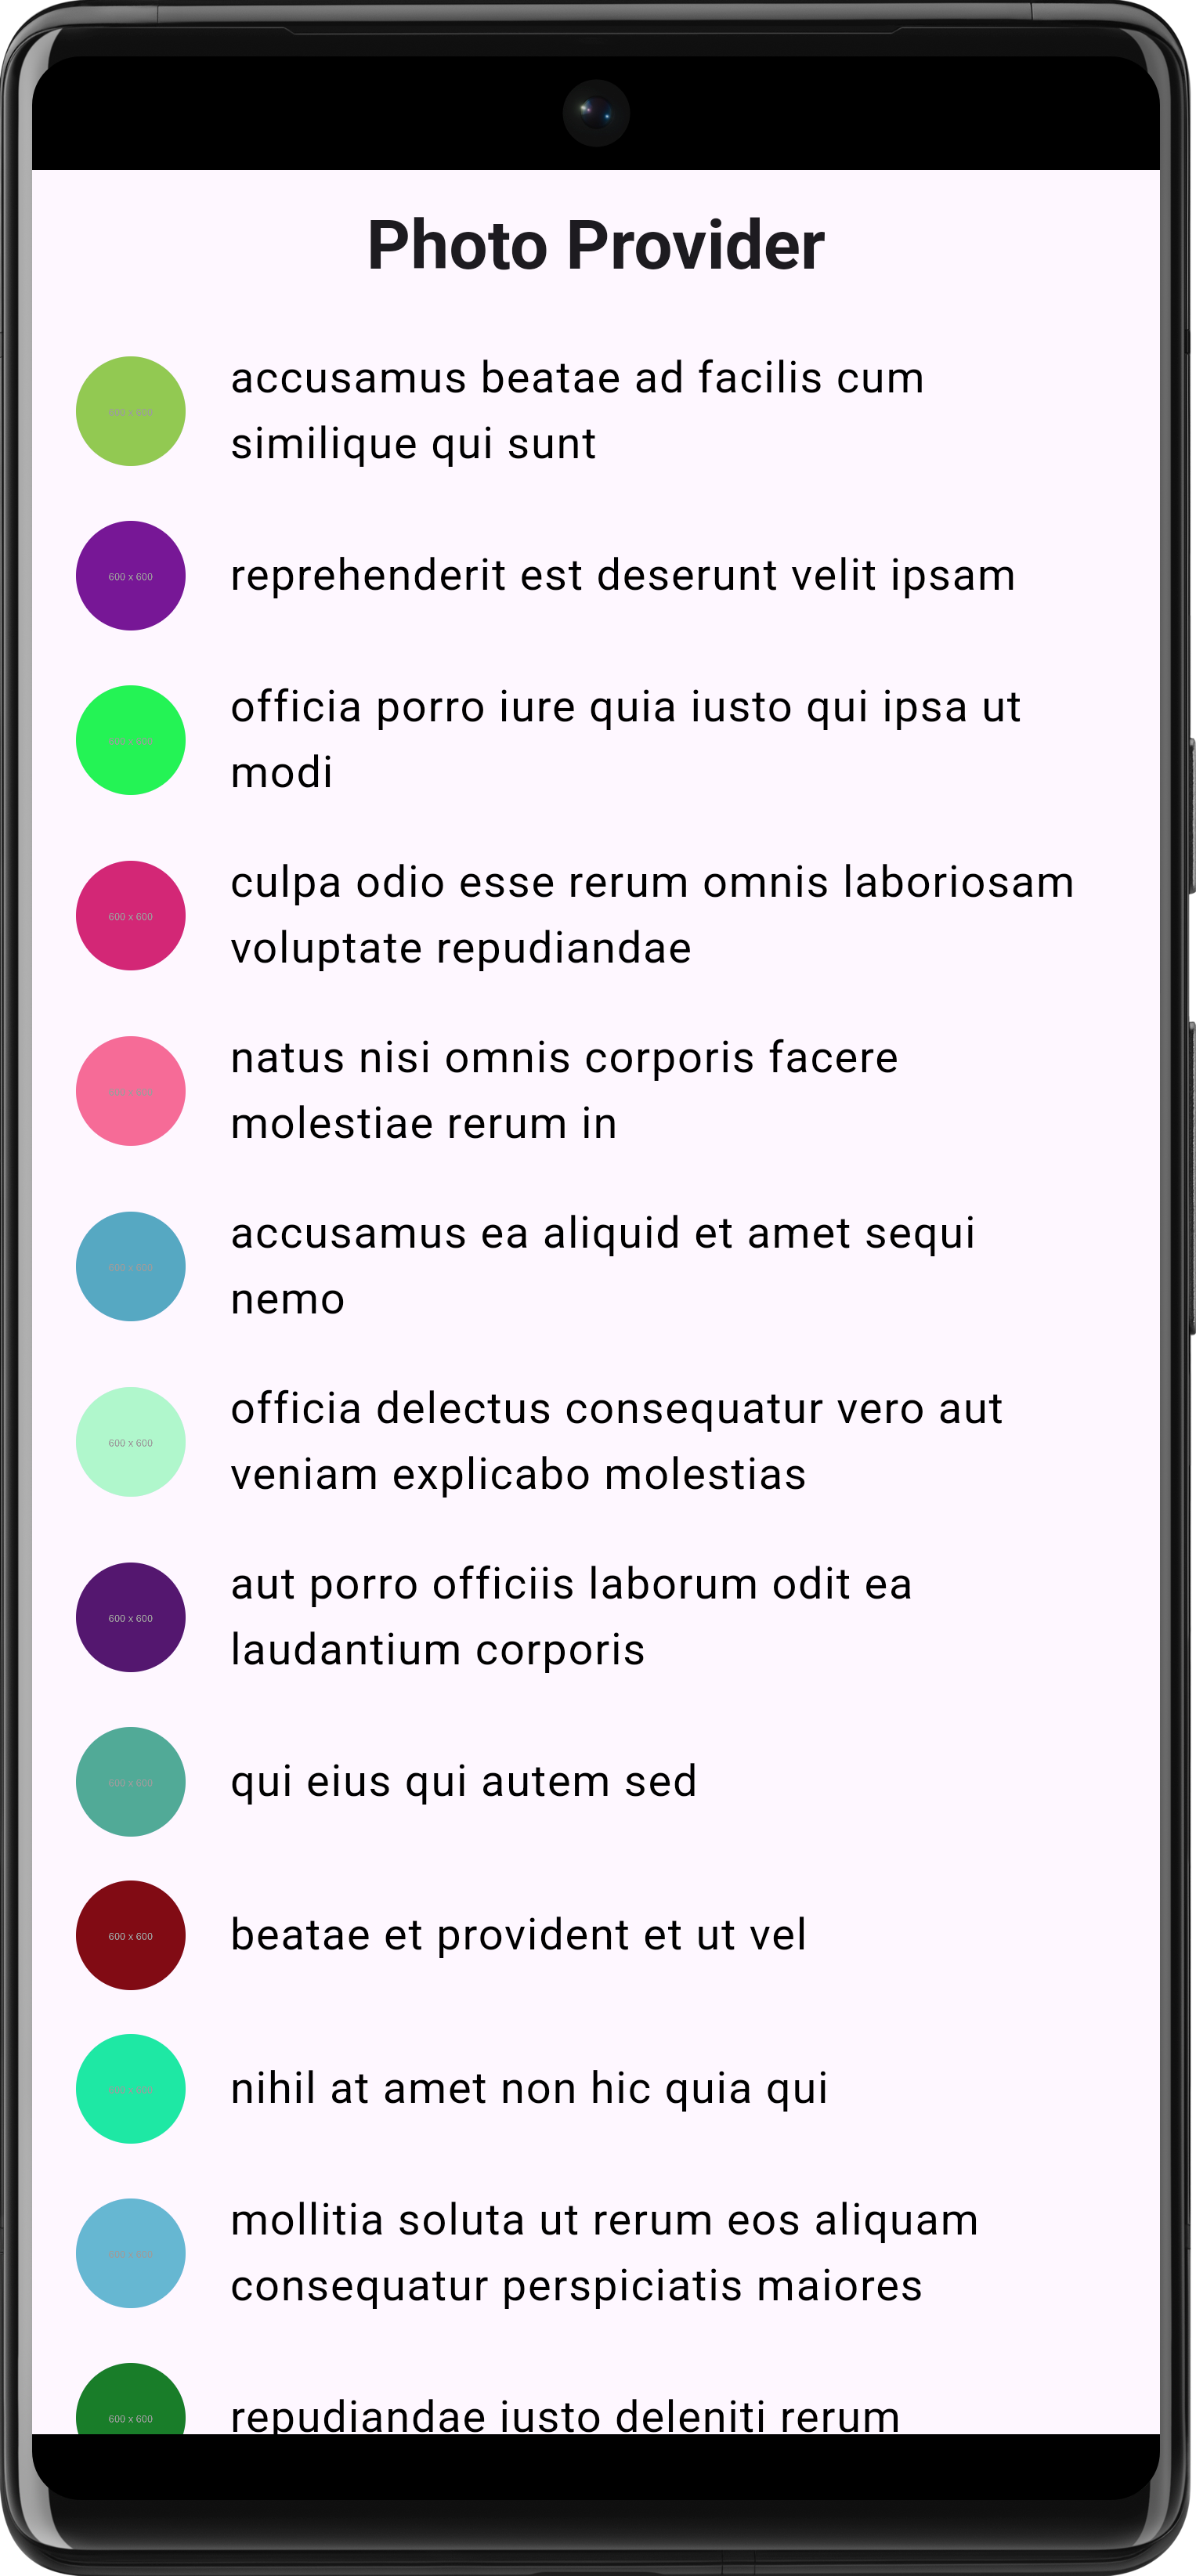 Photo Provider
600 x 600
accusamus beatae ad facilis cum
similique qui sunt
600 x 600
reprehenderit est deserunt velit ipsam
600 x 600
officia porro iure quia iusto qui ipsa ut
modi
600 x 600
culpa odio esse rerum omnis laboriosam
voluptate repudiandae
600 x 600
natus nisi omnis corporis facere
molestiae rerum in
600 x 600
accusamus ea aliquid et amet sequi
nemo
600 x 600
officia delectus consequatur vero aut
veniam explicabo molestias
600 x 600
aut porro officiis laborum odit ea
laudantium corporis
600 x 600
qui eius qui autem sed
600 x 600
beatae et provident et ut vel
600 x 600
nihil at amet non hic quia qui
600 x 600
mollitia soluta ut rerum eos aliquam
consequatur perspiciatis maiores
600 x 600
repudiandae iusto deleniti rerum